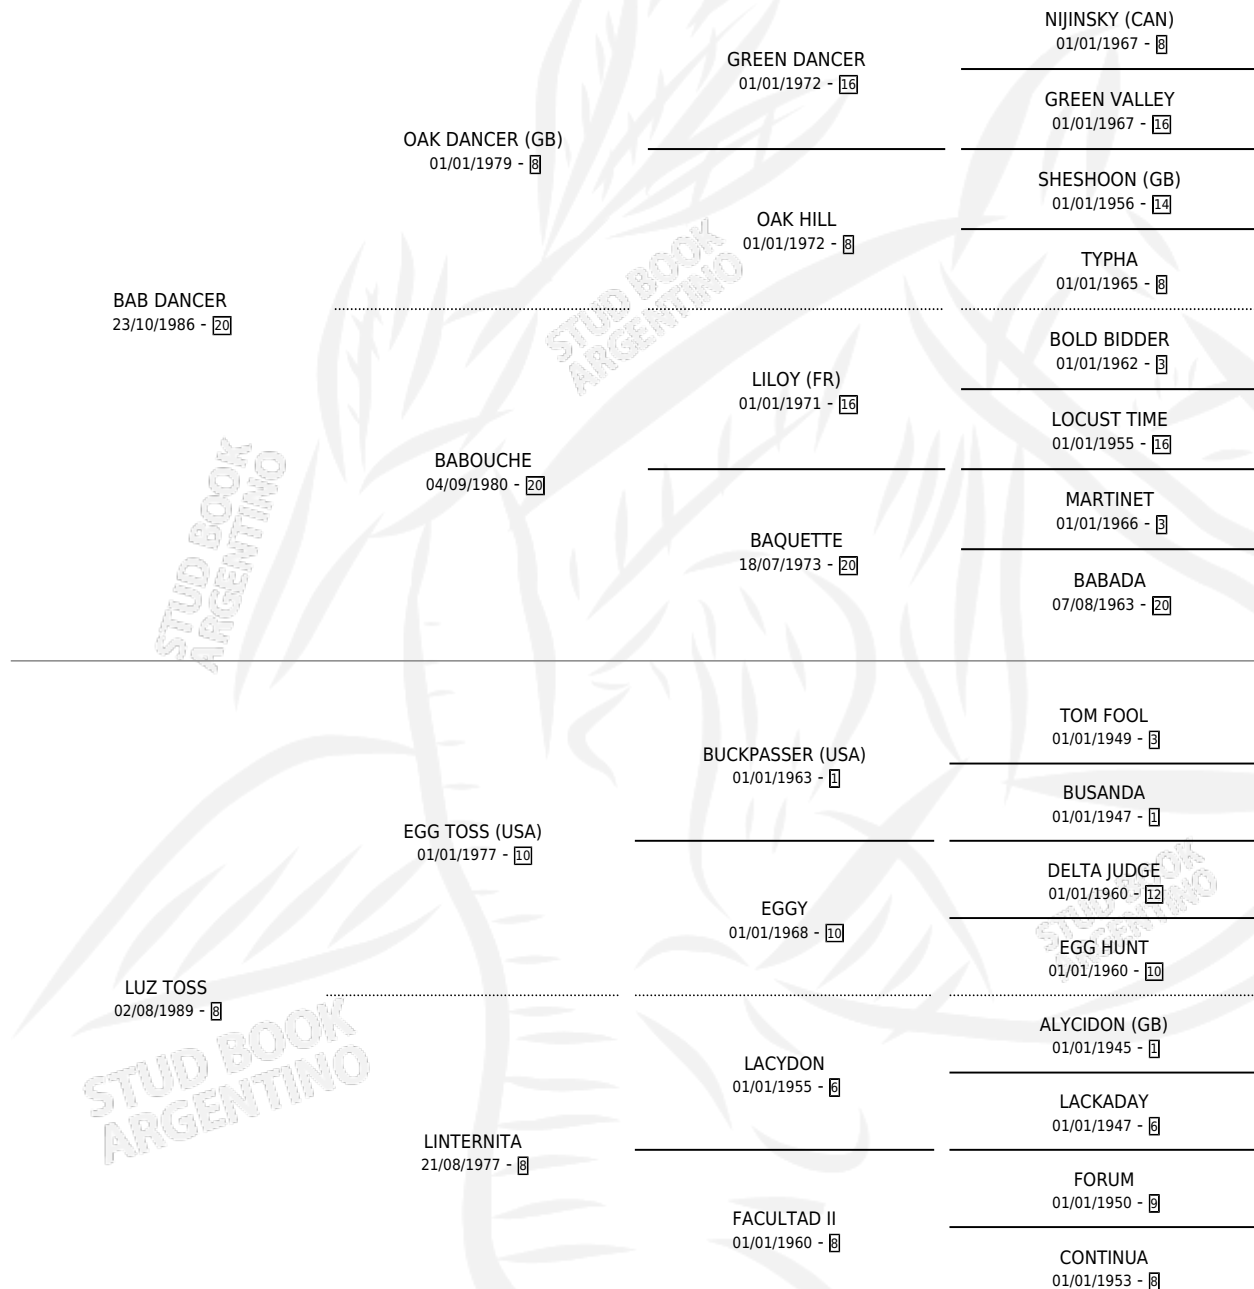 NIJINSKY (CAN)
01/01/1967 - 8
GREEN DANCER
01/01/1972 - 16
GREEN VALLEY
01/01/1967 - 16
OAK DANCER (GB)
01/01/1979 - 8
SHESHOON (GB)
01/01/1956 - 14
OAK HILL
01/01/1972 - 8
TYPHA
01/01/1965 - 8
BAB DANCER
23/10/1986 - 20
STUD BOOK
ARGENTINO
BOLD BIDDER
01/01/1962 - 3
LILOY (FR)
01/01/1971 - 16
LOCUST TIME
01/01/1955 - 16
BABOUCHE
04/09/1980 - 20
MARTINET
01/01/1966 - 3
BAQUETTE
18/07/1973 - 20
BABADA
07/08/1963 - 20
STUD BOOK
ARGENTINO
TOM FOOL
01/01/1949 - 3
BUCKPASSER (USA)
01/01/1963 - 1
BUSANDA
01/01/1947 - 1
EGG TOSS (USA)
01/01/1977 - 10
DELTA JUDGE
01/01/1960 - 12
EGGY
01/01/1968 - 10
EGG HUNT
01/01/1960 - 10
STUD BOOK
ARGENTINO
LUZ TOSS
02/08/1989 - 8
STUD BOOK
ARGENTINO
ALYCIDON (GB)
01/01/1945 - 1
LACYDON
01/01/1955 - 6
LACKADAY
01/01/1947 - 6
LINTERNITA
21/08/1977 - 8
FORUM
01/01/1950 - 9
FACULTAD II
01/01/1960 - 8
CONTINUA
01/01/1953 - 8